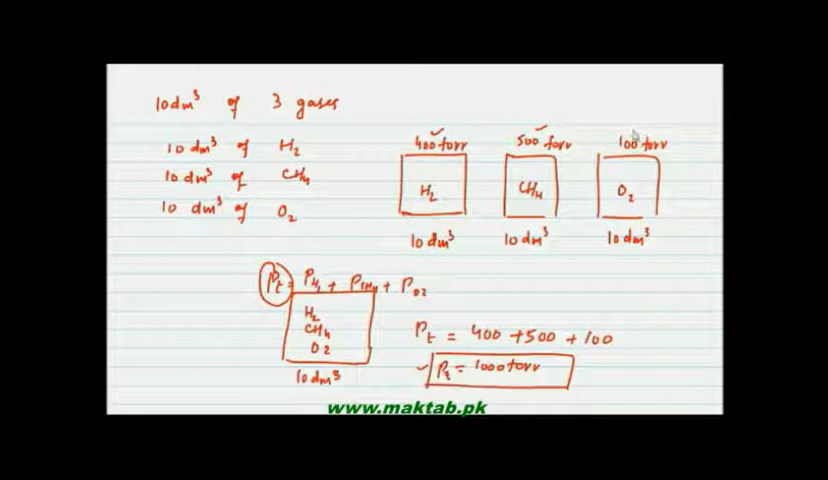 10 dm³ of 3 gases
10 dm³ of H₂
10 dm³ of CH₄
10 dm³ of O₂
400 torr 500 torr 100 torr
H₂ CH₄ O₂
10 dm³ 10 dm³ 10 dm³
Pt = PH₂ + PCH₄ + PO2
H₂
CH₄
O2
10 dm³
Pt = 400 + 500 + 100
Pt = 1000 torr
www.maktab.pk